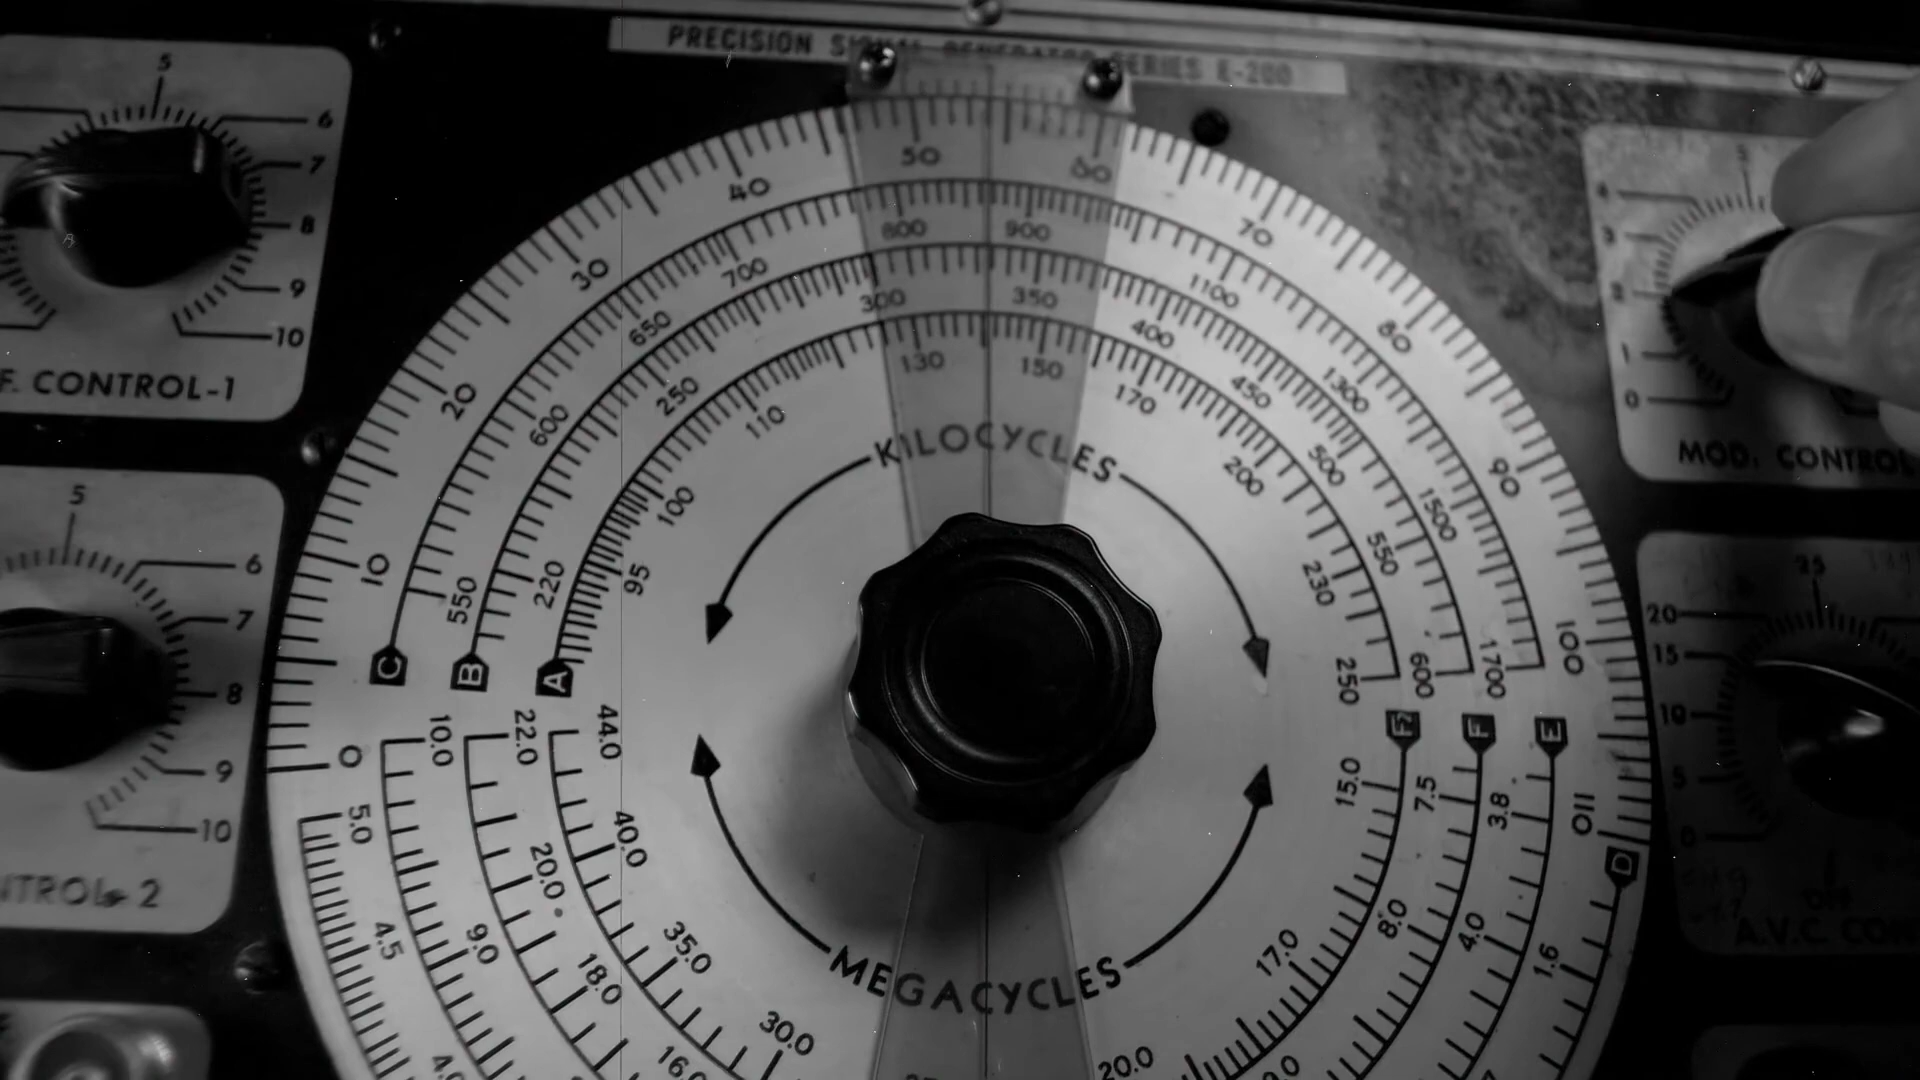 PRECISION SIGNAL GENERATOR SERIES E-200
5
6
7
8
9
10
F. CONTROL-1
5
6
7
8
9
10
NTROL-2
5
4
3
2
1
0
MOD. CONTROL
25
20
15
10
5
0
OFF
A.V.C. CON
0 10 20 30 40 50 60 70 80 90 100 110
C 550 600 650 700 800 900 1100 1300 1500 1700
B 220 250 300 350 400 450 500 550 600
A 95 100 110 130 150 170 200 230 250
KILOCYCLES
MEGACYCLES
44.0 40.0 35.0 30.0 20.0 17.0 15.0 F2
22.0 20.0 18.0 16.0 8.0 7.5 F
10.0 9.0 4.0 3.8 E
5.0 4.5 4.0 1.6 D